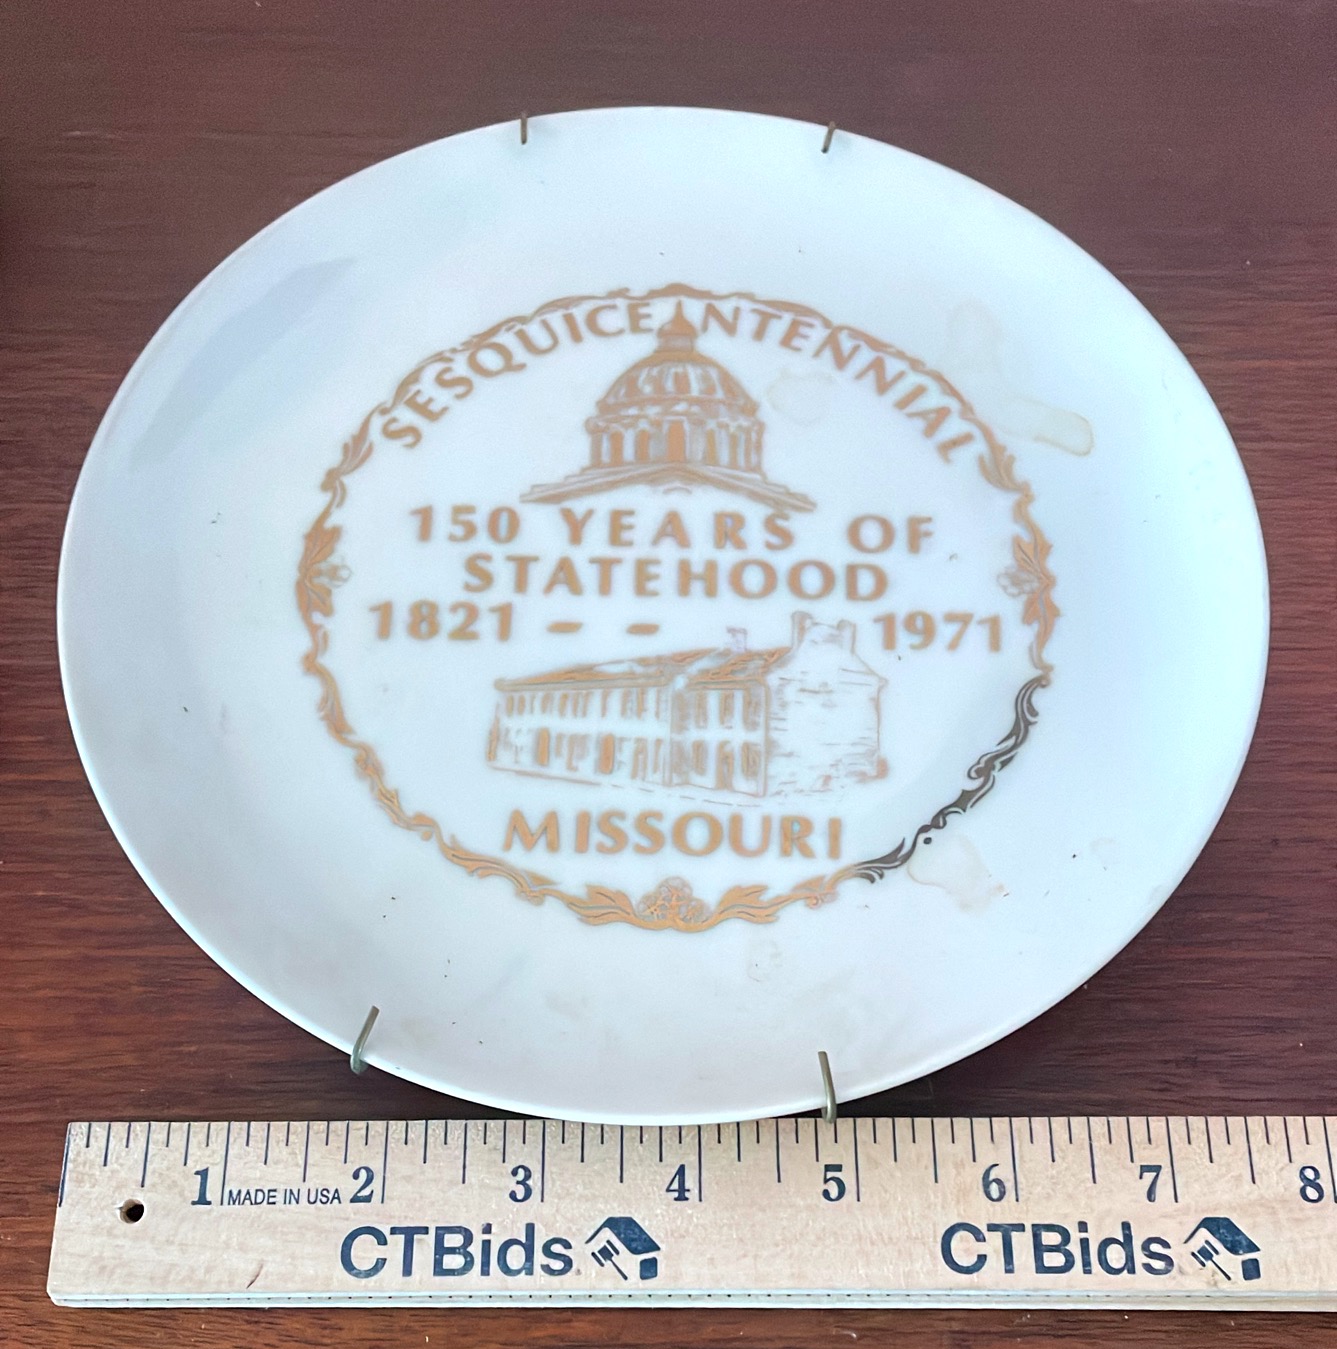 SESQUICENTENNIAL
150 YEARS OF
STATEHOOD
1821 - - 1971
MISSOURI
1 MADE IN USA 2 3 4 5 6 7 8
CTBids CTBids